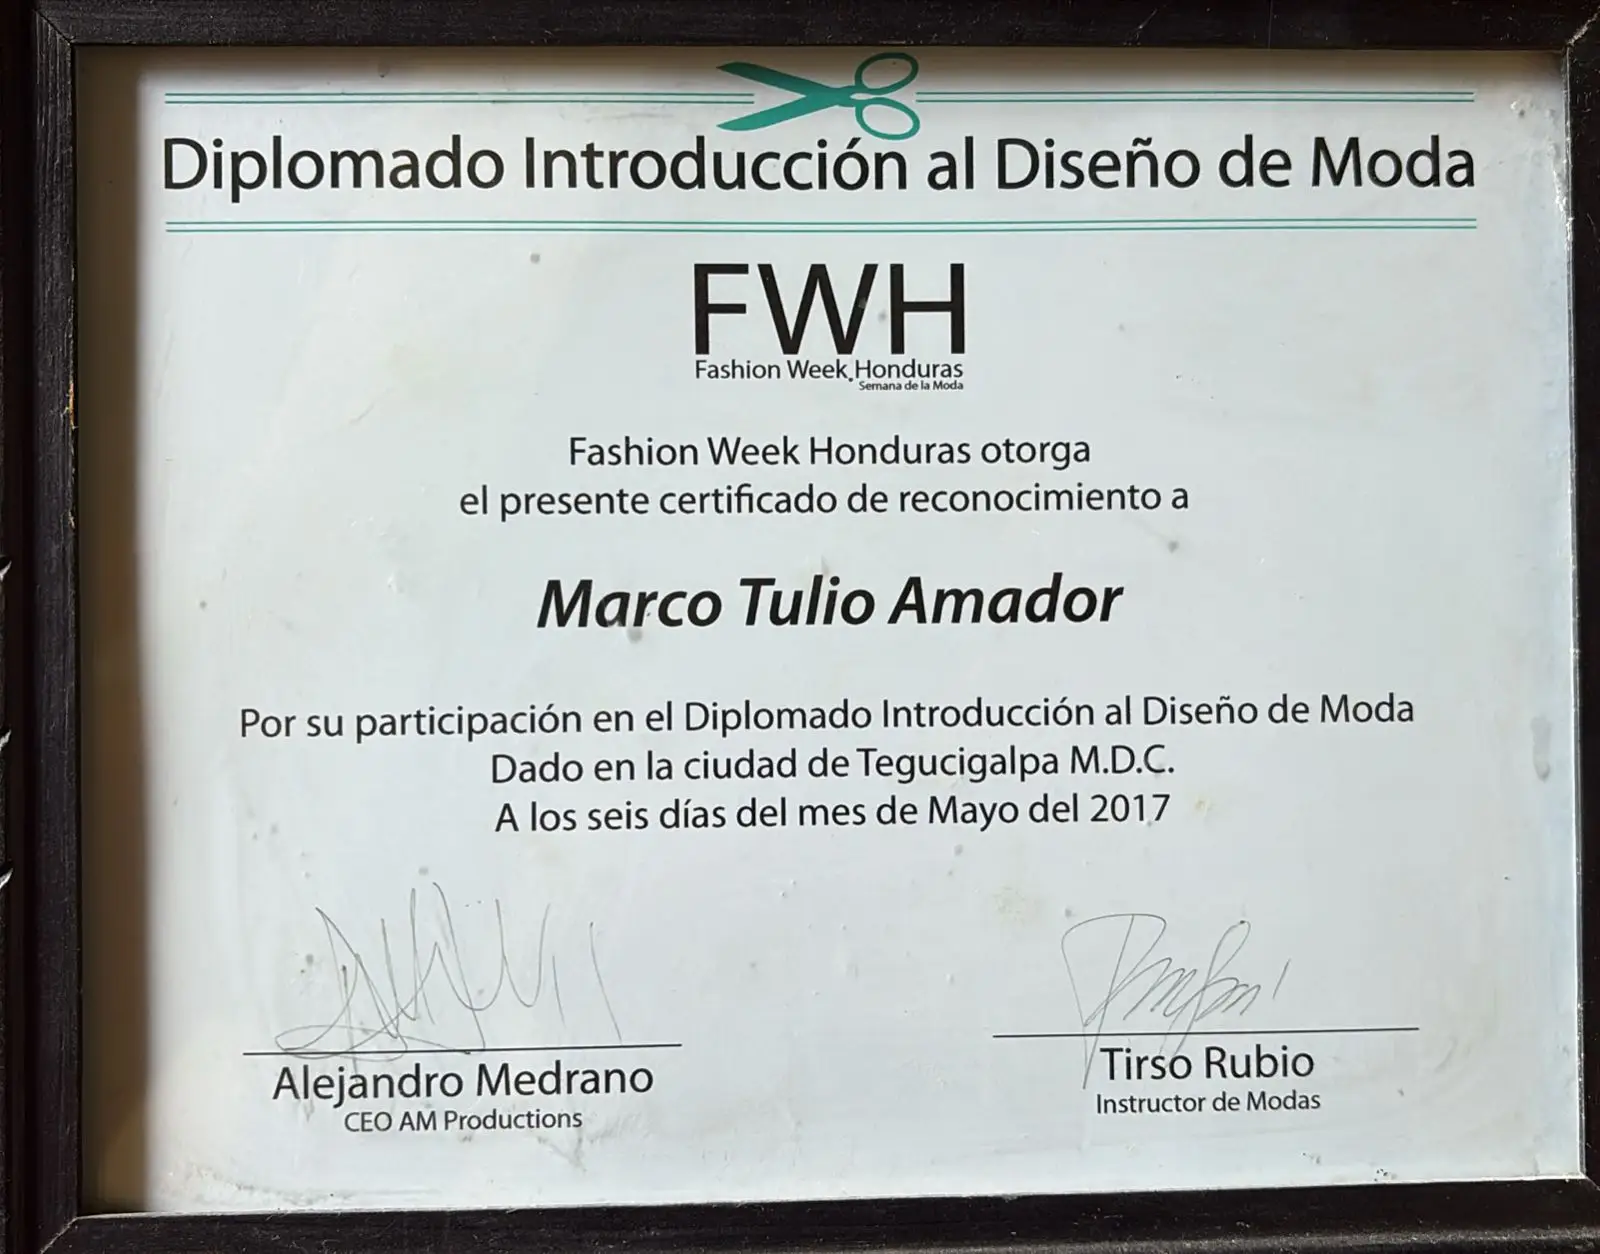 Diplomado Introducción al Diseño de Moda
FWH
Fashion Week Honduras
Semana de la Moda
Fashion Week Honduras otorga
el presente certificado de reconocimiento a
Marco Tulio Amador
Por su participación en el Diplomado Introducción al Diseño de Moda
Dado en la ciudad de Tegucigalpa M.D.C.
A los seis días del mes de Mayo del 2017
Alejandro Medrano
CEO AM Productions
Tirso Rubio
Instructor de Modas